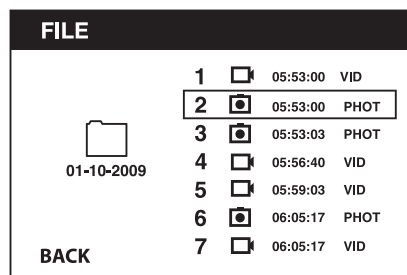 FILE
1 05:53:00 VID
2 05:53:00 PHOT
3 05:53:03 PHOT
4 05:56:40 VID
5 05:59:03 VID
6 06:05:17 PHOT
7 06:05:17 VID
01-10-2009
BACK